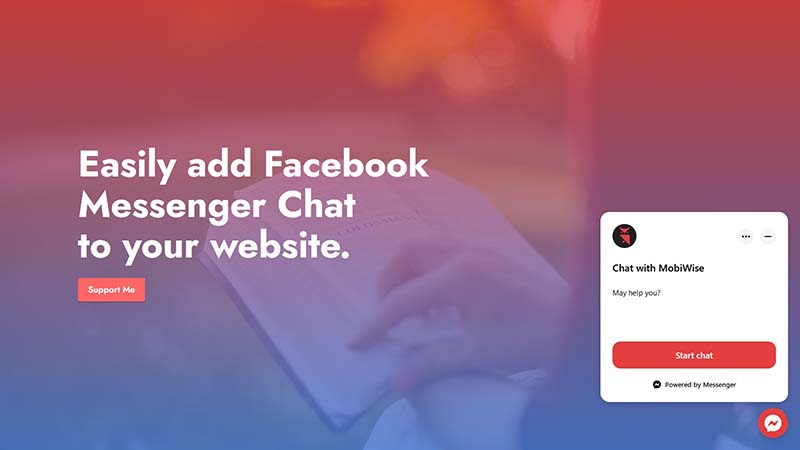 Easily add Facebook
Messenger Chat
to your website.
Support Me
Chat with MobiWise
May help you?
Start chat
Powered by Messenger